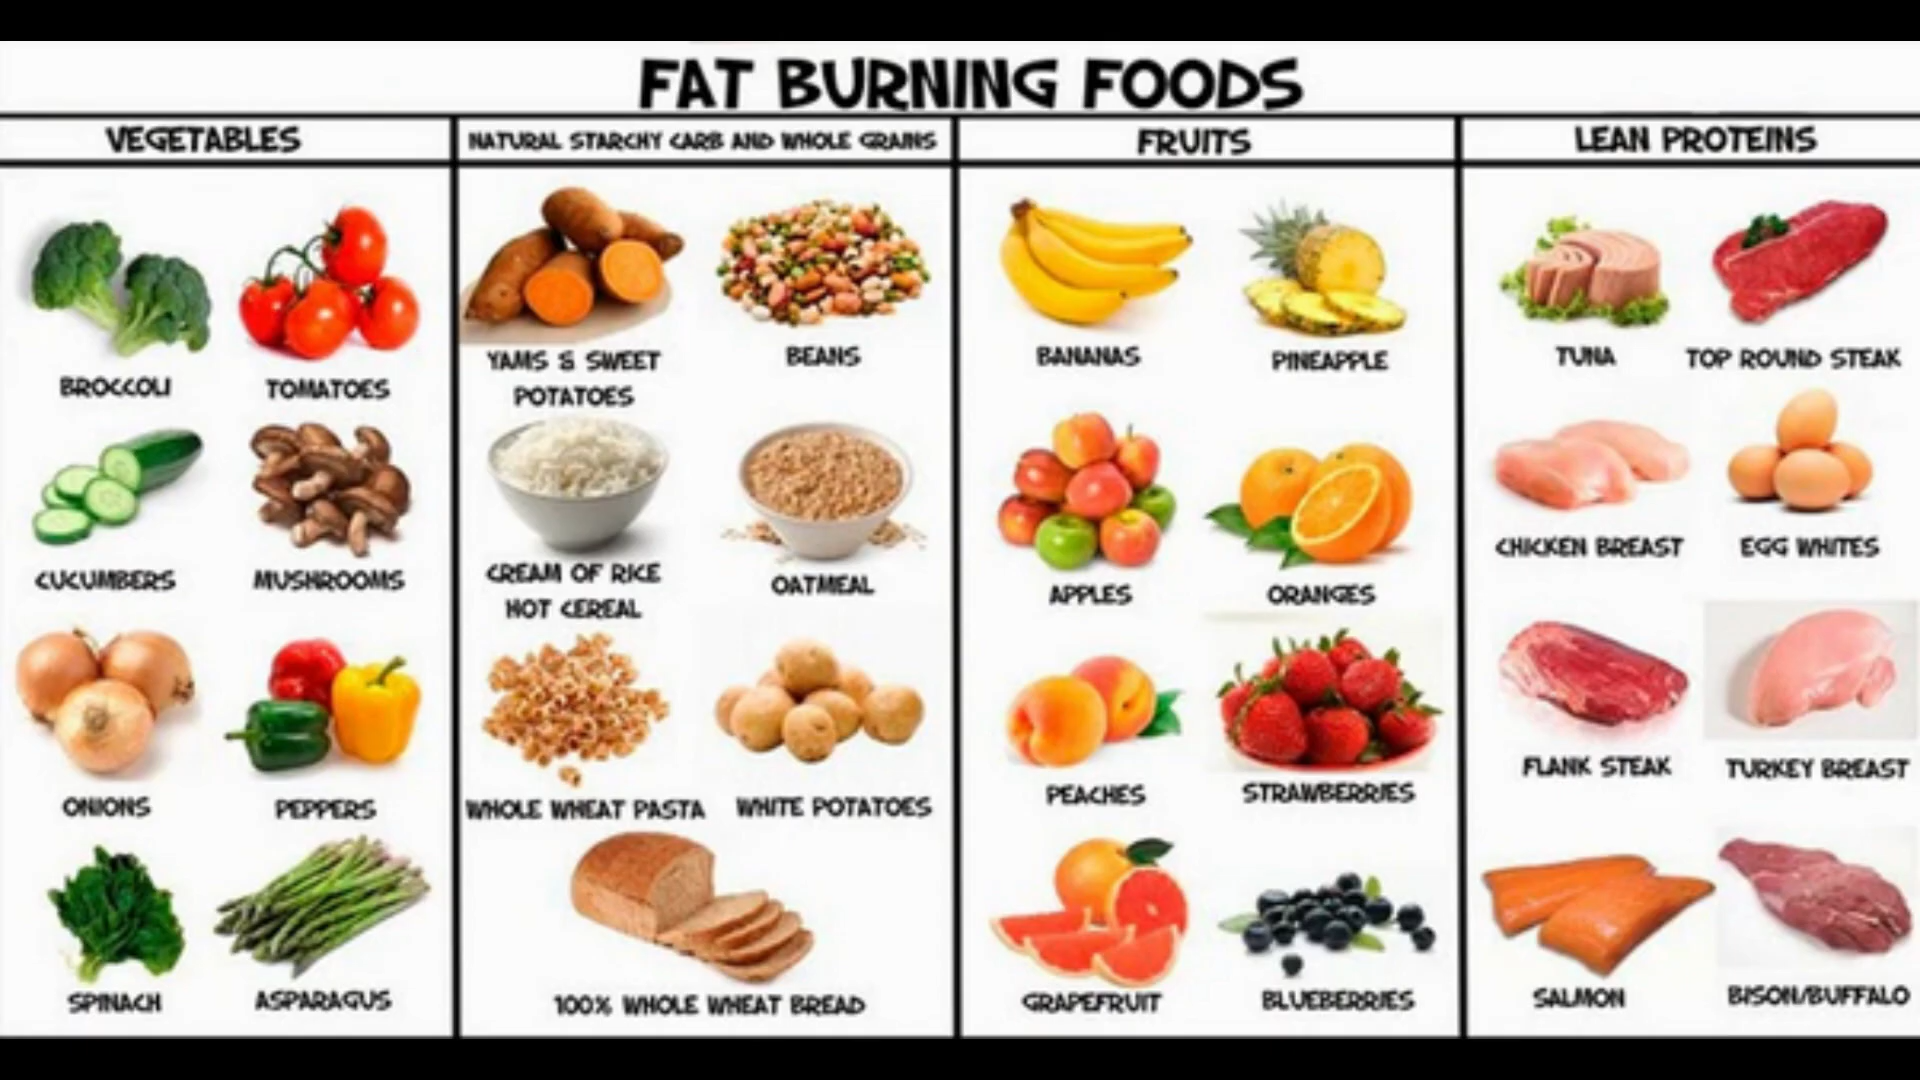 FAT BURNING FOODS
VEGETABLES
NATURAL STARCHY CARB AND WHOLE GRAINS
FRUITS
LEAN PROTEINS
BROCCOLI
TOMATOES
CUCUMBERS
MUSHROOMS
ONIONS
PEPPERS
SPINACH
ASPARAGUS
YAMS & SWEET
POTATOES
BEANS
CREAM OF RICE
HOT CEREAL
OATMEAL
WHOLE WHEAT PASTA
WHITE POTATOES
100% WHOLE WHEAT BREAD
BANANAS
PINEAPPLE
APPLES
ORANGES
PEACHES
STRAWBERRIES
GRAPEFRUIT
BLUEBERRIES
TUNA
TOP ROUND STEAK
CHICKEN BREAST
EGG WHITES
FLANK STEAK
TURKEY BREAST
SALMON
BISON/BUFFALO